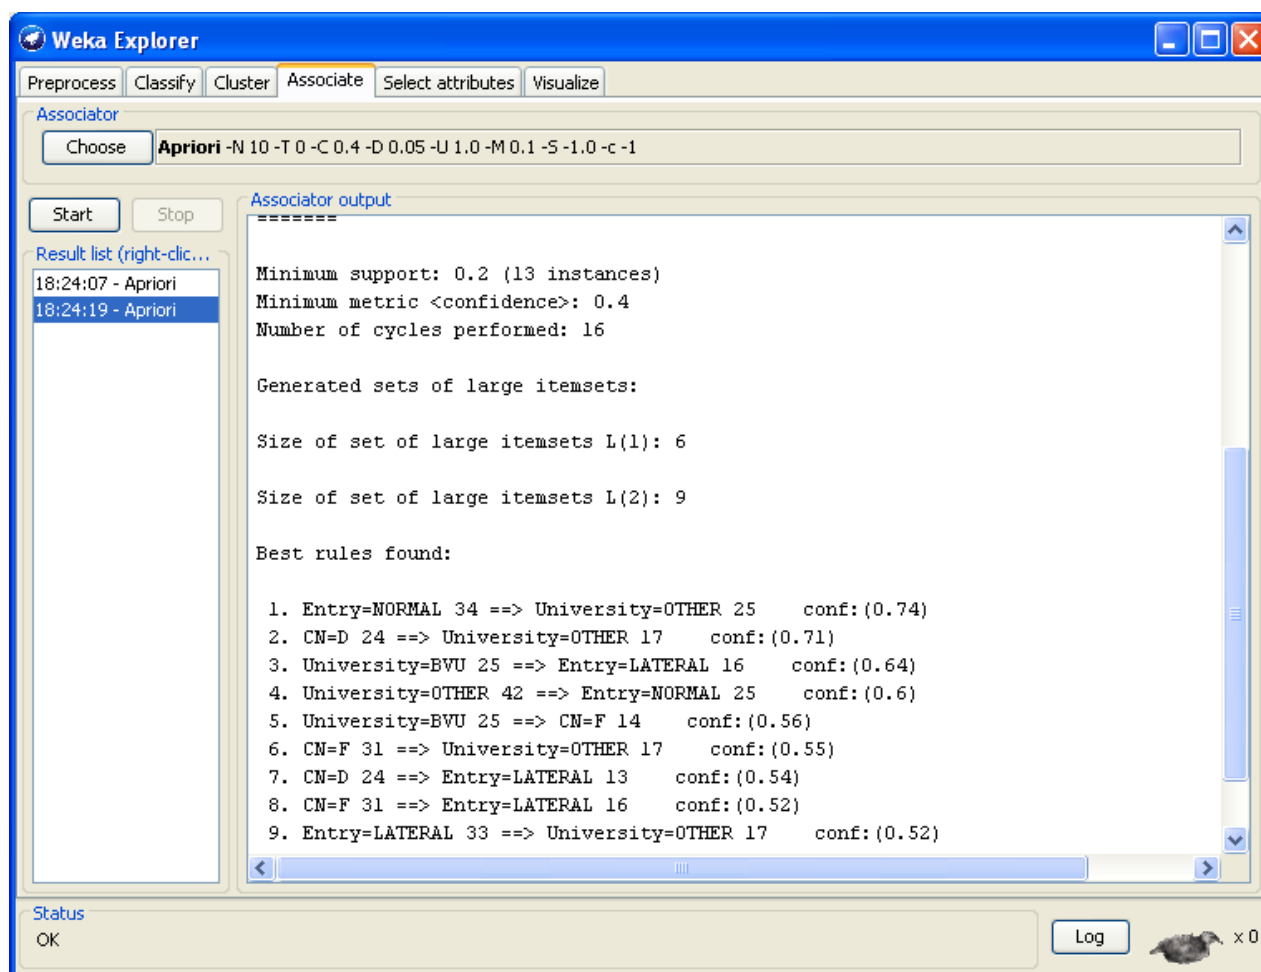 Weka Explorer
Preprocess Classify Cluster Associate Select attributes Visualize
Associator
Choose Apriori -N 10 -T 0 -C 0.4 -D 0.05 -U 1.0 -M 0.1 -S -1.0 -c -1
Start Stop
Result list (right-clic...
18:24:07 - Apriori
18:24:19 - Apriori
Associator output
=======
Minimum support: 0.2 (13 instances)
Minimum metric <confidence>: 0.4
Number of cycles performed: 16
Generated sets of large itemsets:
Size of set of large itemsets L(1): 6
Size of set of large itemsets L(2): 9
Best rules found:
1. Entry=NORMAL 34 ==> University=OTHER 25 conf:(0.74)
2. CN=D 24 ==> University=OTHER 17 conf:(0.71)
3. University=BVU 25 ==> Entry=LATERAL 16 conf:(0.64)
4. University=OTHER 42 ==> Entry=NORMAL 25 conf:(0.6)
5. University=BVU 25 ==> CN=F 14 conf:(0.56)
6. CN=F 31 ==> University=OTHER 17 conf:(0.55)
7. CN=D 24 ==> Entry=LATERAL 13 conf:(0.54)
8. CN=F 31 ==> Entry=LATERAL 16 conf:(0.52)
9. Entry=LATERAL 33 ==> University=OTHER 17 conf:(0.52)
Status
OK
Log x 0